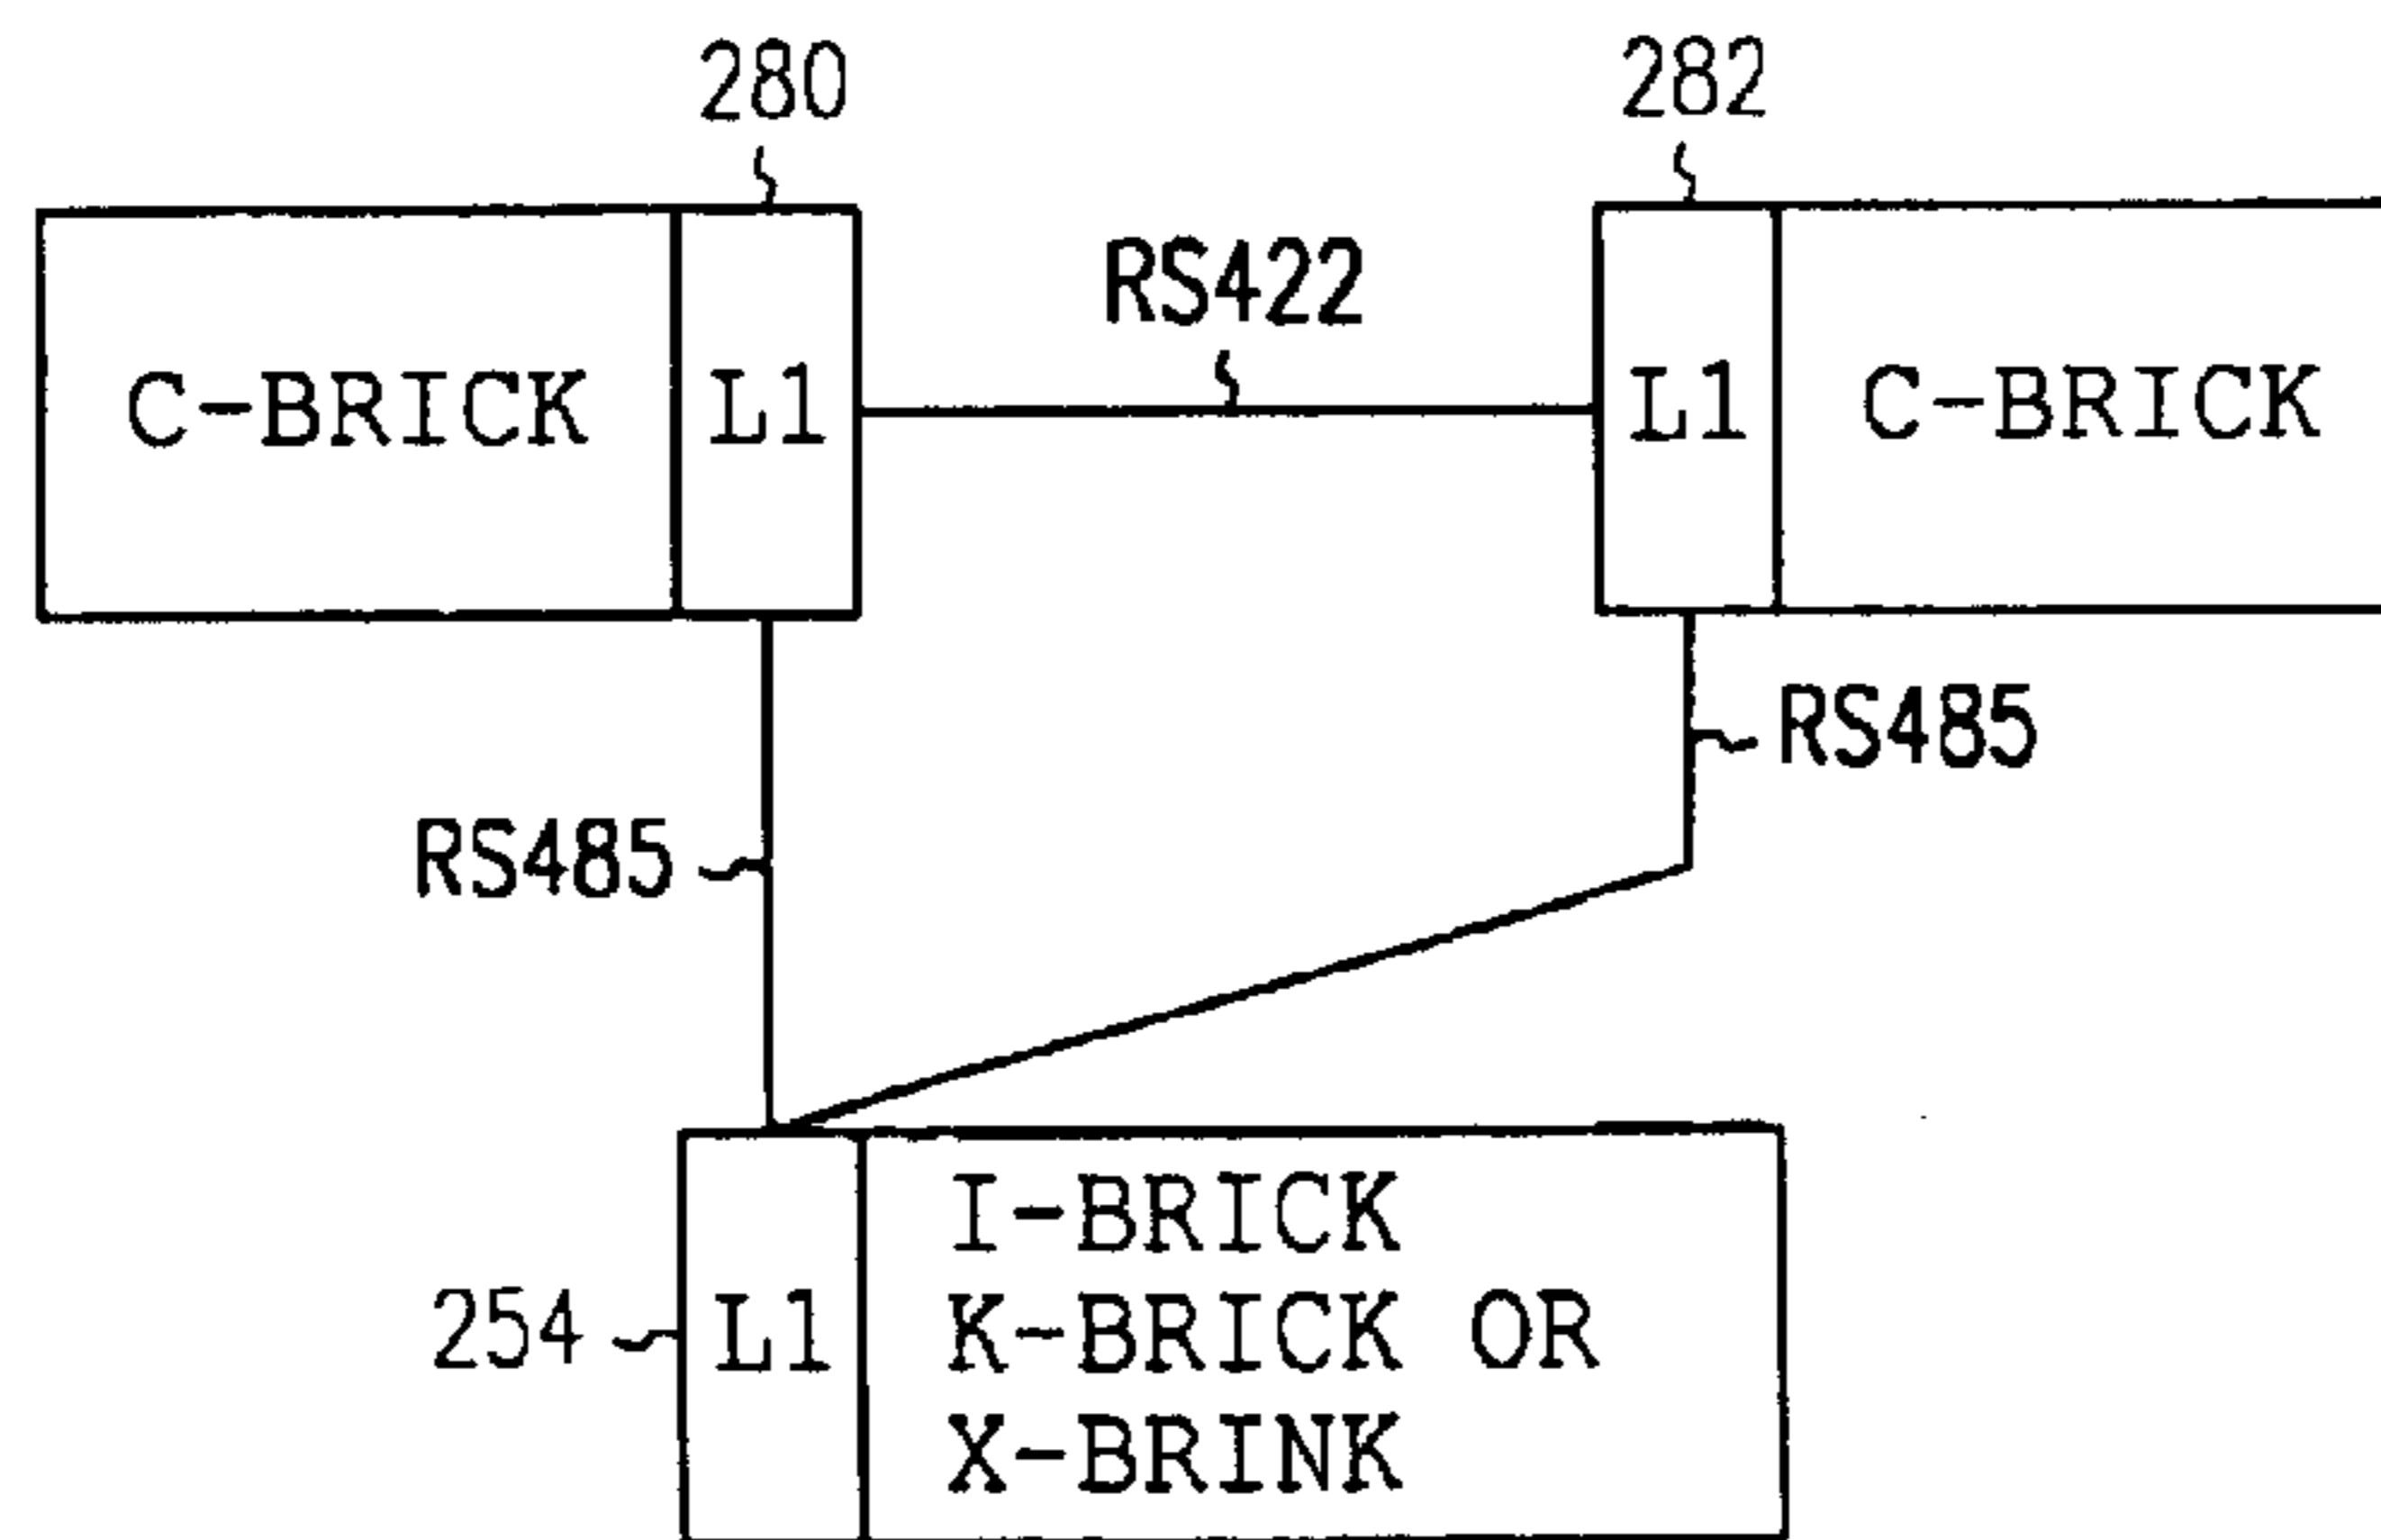 280
282
RS422
C-BRICK
L1
L1
C-BRICK
RS485
RS485
I-BRICK
254
L1
K-BRICK OR
X-BRINK